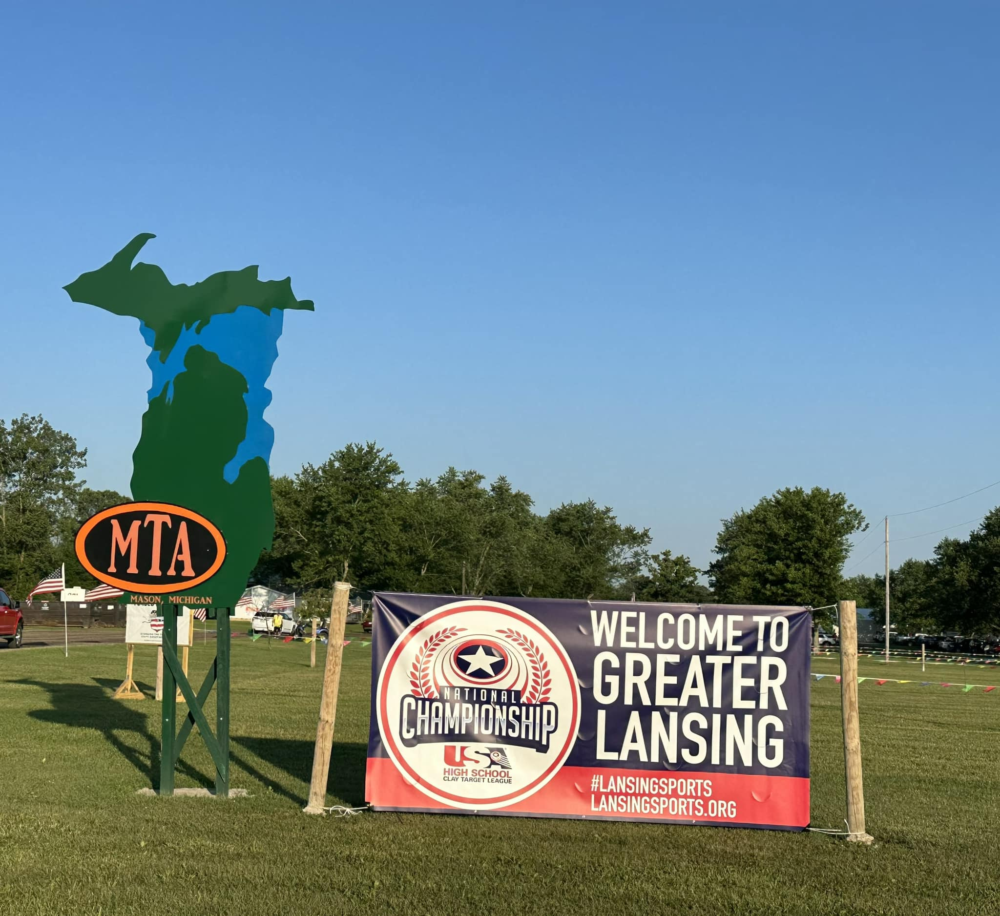 MTA
MASON, MICHIGAN
NATIONAL
CHAMPIONSHIP
USA
HIGH SCHOOL
CLAY TARGET LEAGUE
WELCOME TO
GREATER
LANSING
#LANSINGSPORTS
LANSINGSPORTS.ORG